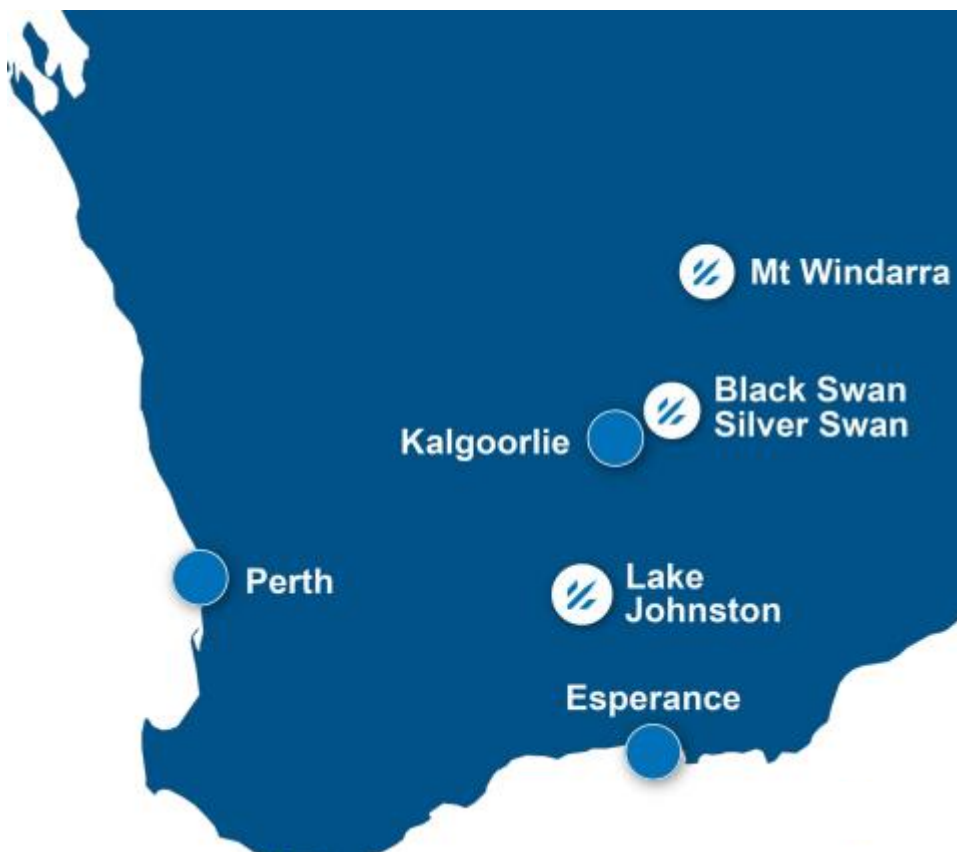 Mt Windarra
Black Swan
Silver Swan
Kalgoorlie
Lake
Johnston
Perth
Esperance